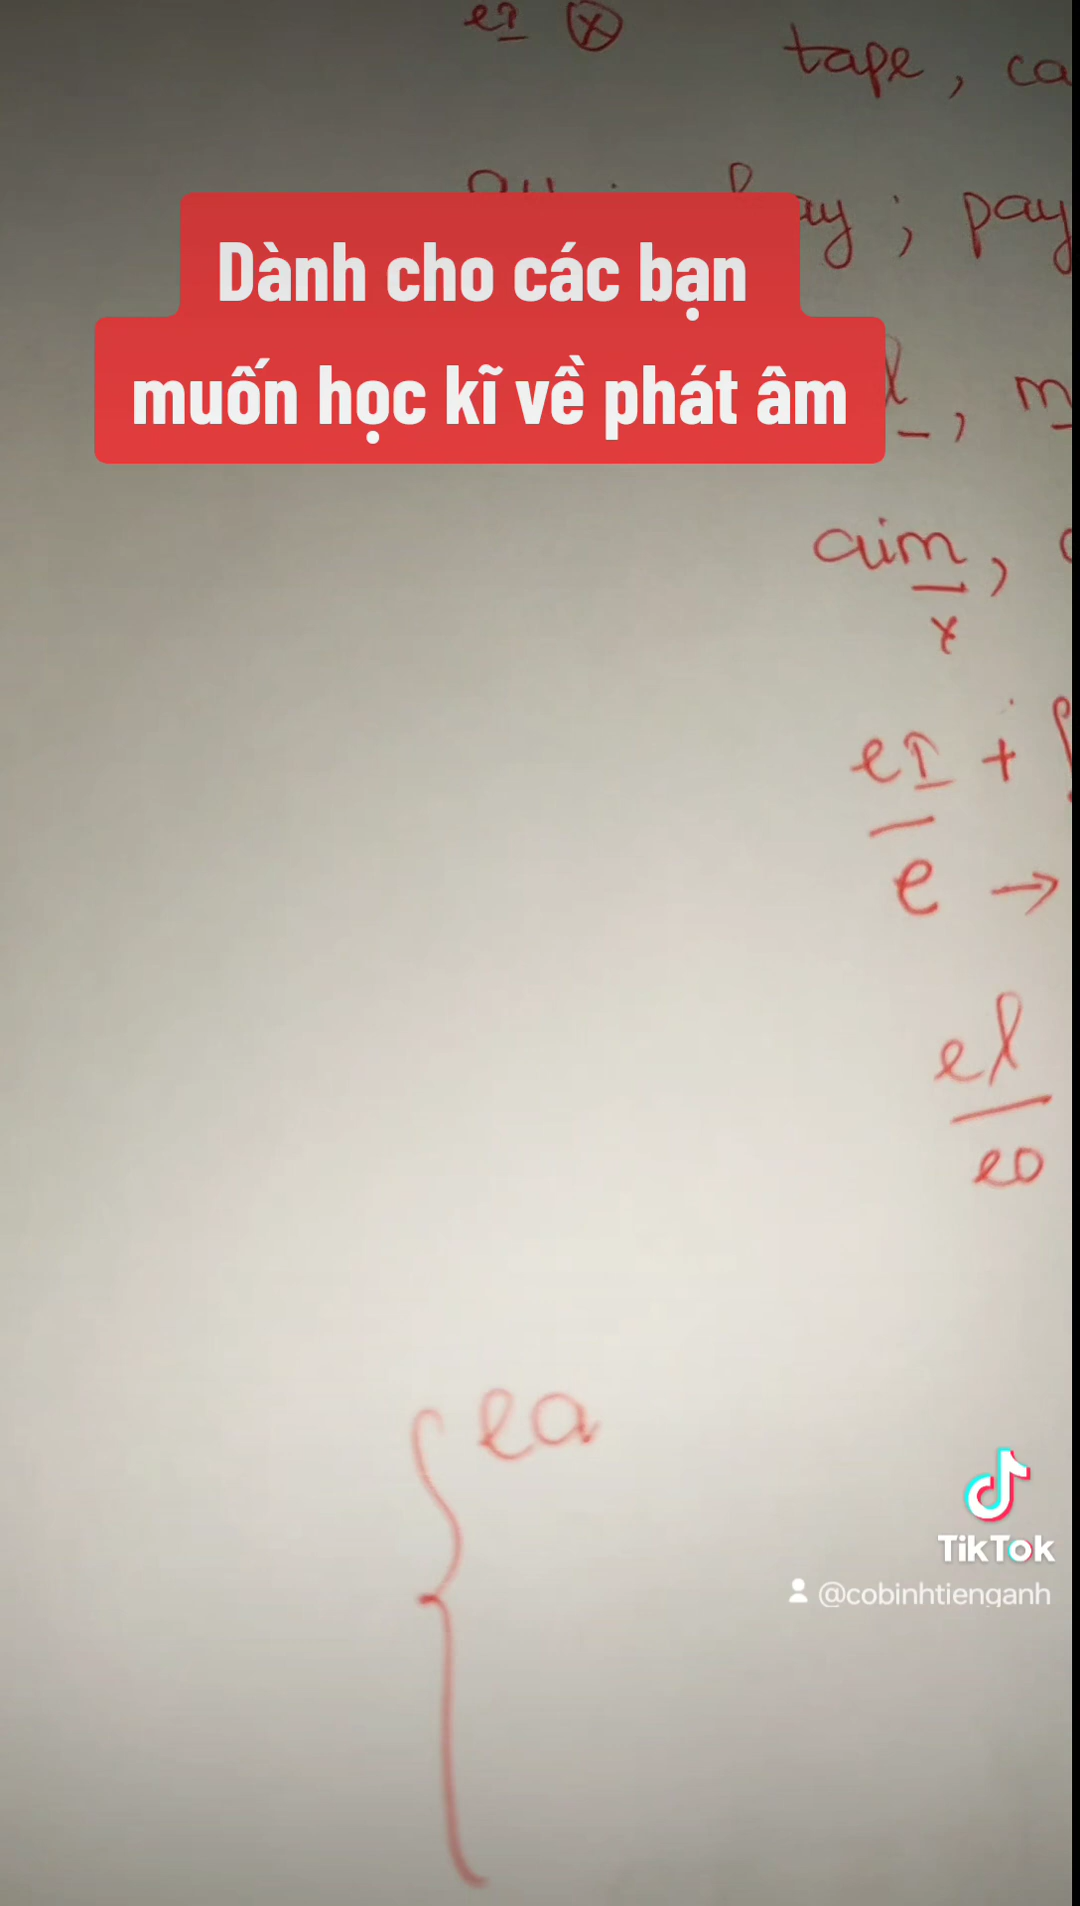 eɪ ⓧ tape, ca
Dành cho các bạn
ay ; pay
muốn học kĩ về phát âm
l, m
aim,
x
eɪ +
e →
el
eo
ea
TikTok
@cobinhtienganh